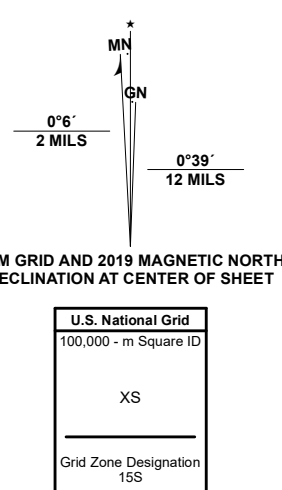 MN
GN
0°6´
2 MILS
0°39´
12 MILS
M GRID AND 2019 MAGNETIC NORTH
ECLINATION AT CENTER OF SHEET
U.S. National Grid
100,000 - m Square ID
XS
Grid Zone Designation
15S